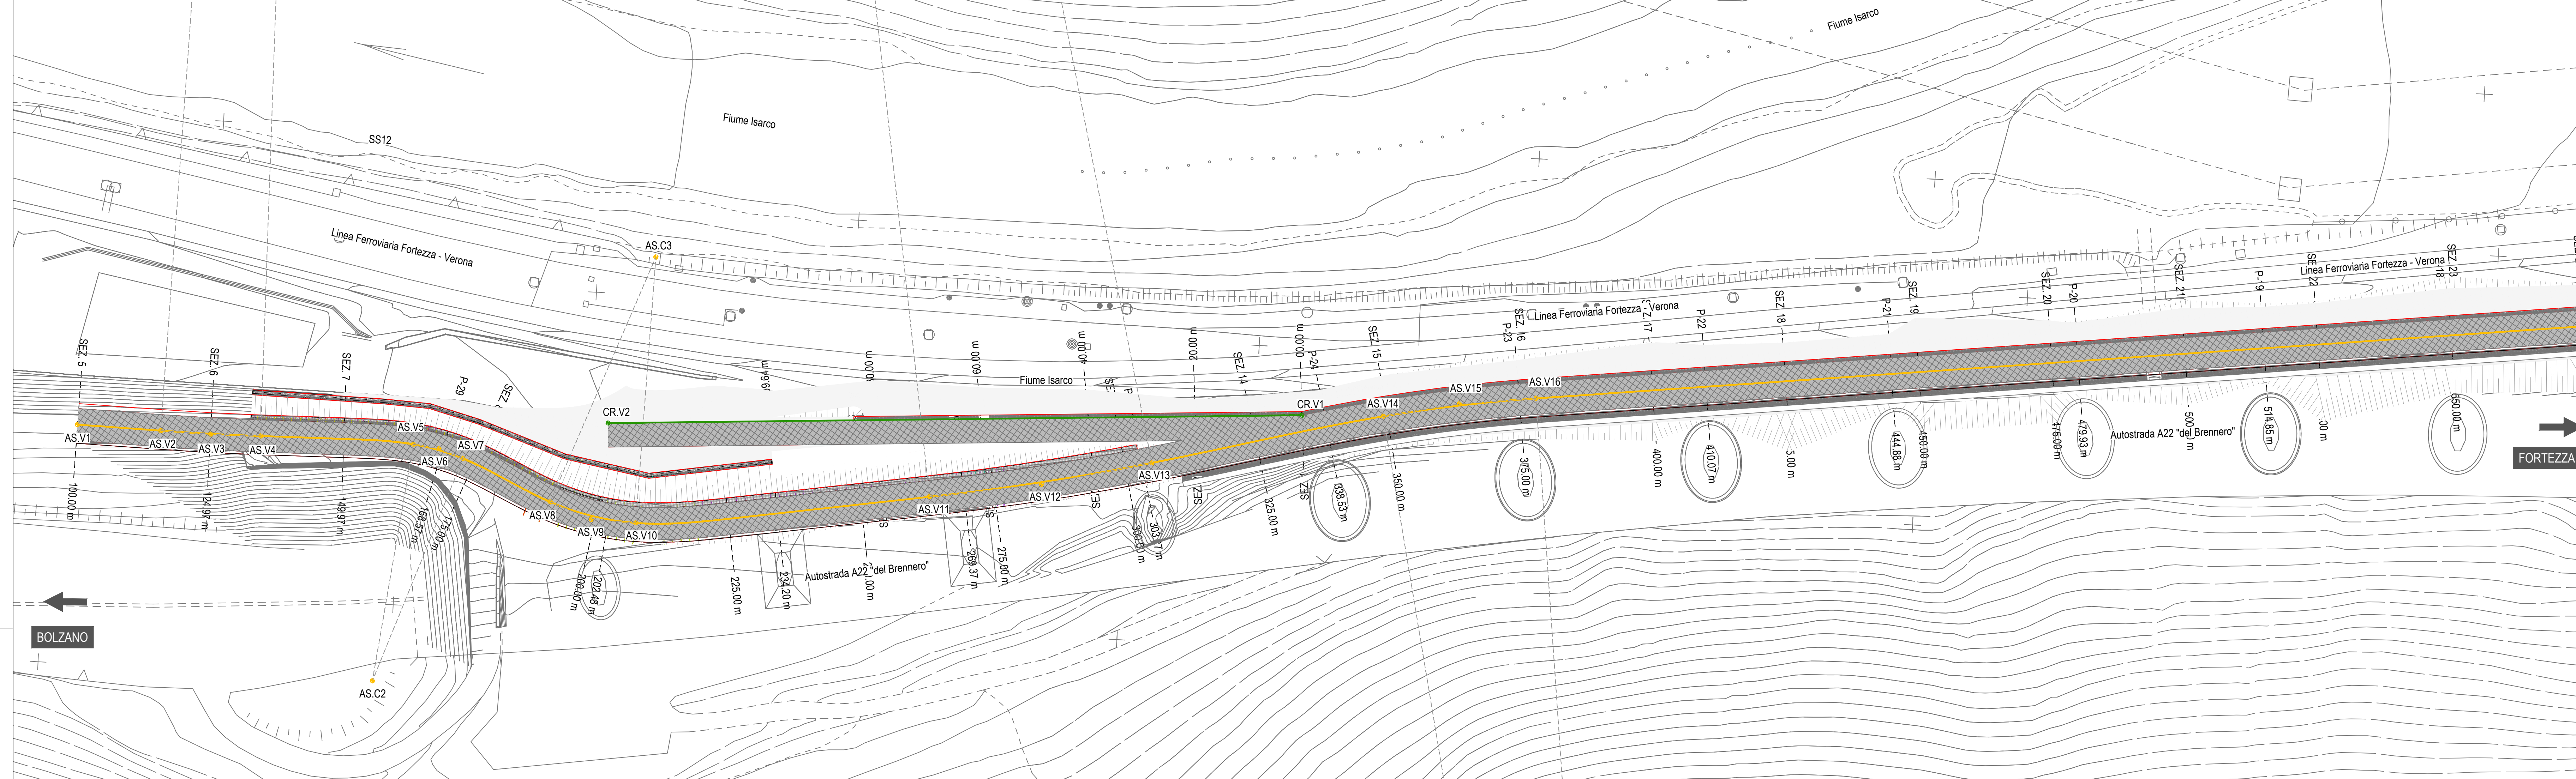 Fiume Isarco
Fiume Isarco
SS12
Linea Ferroviaria Fortezza - Verona
AS.C3
Linea Ferroviaria Fortezza - Verona
Linea Ferroviaria Fortezza - Verona
SEZ. 5
SEZ. 6
SEZ. 7
P-29
Fiume Isarco
SEZ. 14
P-24
SEZ. 15
P-23
SEZ. 16
P-22
SEZ. 18
P-21
SEZ. 19
SEZ. 20
P-20
SEZ. 21
P-19
SEZ. 22
SEZ. 23
CR.V2
CR.V1
AS.V1
AS.V2
AS.V3
AS.V4
AS.V5
AS.V6
AS.V7
AS.V8
AS.V9
AS.V10
AS.V11
AS.V12
AS.V13
AS.V14
AS.V15
AS.V16
100.00 m
124.97 m
149.97 m
168.57 m
175.00 m
200.00 m
202.48 m
225.00 m
234.20 m
269.37 m
275.00 m
300.00 m
303.77 m
325.00 m
338.53 m
350.00 m
375.00 m
400.00 m
410.07 m
444.88 m
450.00 m
475.00 m
479.93 m
514.85 m
550.00 m
Autostrada A22 "del Brennero"
Autostrada A22 "del Brennero"
BOLZANO
FORTEZZA
AS.C2